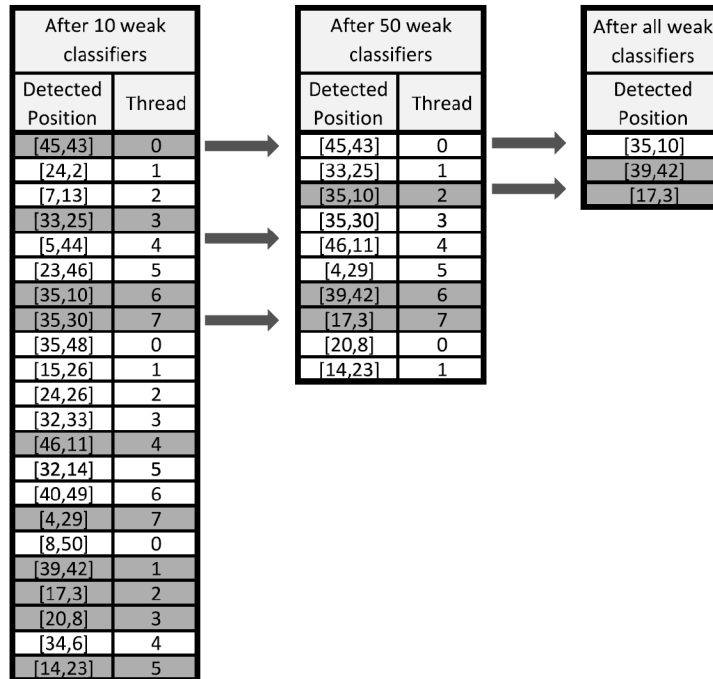 After 10 weak
classifiers
Detected
Position
Thread
[45,43] 0
[24,2] 1
[7,13] 2
[33,25] 3
[5,44] 4
[23,46] 5
[35,10] 6
[35,30] 7
[35,48] 0
[15,26] 1
[24,26] 2
[32,33] 3
[46,11] 4
[32,14] 5
[40,49] 6
[4,29] 7
[8,50] 0
[39,42] 1
[17,3] 2
[20,8] 3
[34,6] 4
[14,23] 5
After 50 weak
classifiers
Detected
Position
Thread
[45,43] 0
[33,25] 1
[35,10] 2
[35,30] 3
[46,11] 4
[4,29] 5
[39,42] 6
[17,3] 7
[20,8] 0
[14,23] 1
After all weak
classifiers
Detected
Position
[35,10]
[39,42]
[17,3]